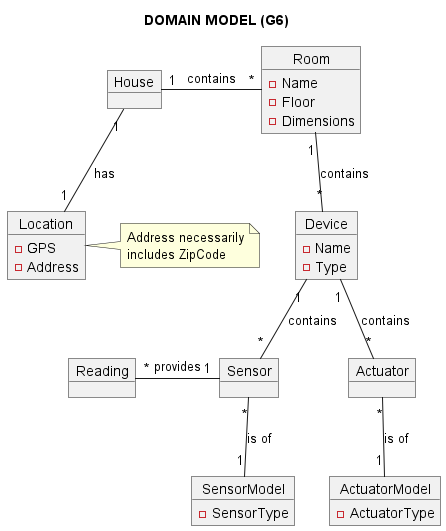 DOMAIN MODEL (G6)
Room
Name
Floor
Dimensions
House
1 contains *
1
has
1
1
contains
*
Location
GPS
Address
Address necessarily
includes ZipCode
Device
Name
Type
1
contains
*
1
contains
*
Reading
* provides 1
Sensor
Actuator
*
is of
1
*
is of
1
SensorModel
SensorType
ActuatorModel
ActuatorType